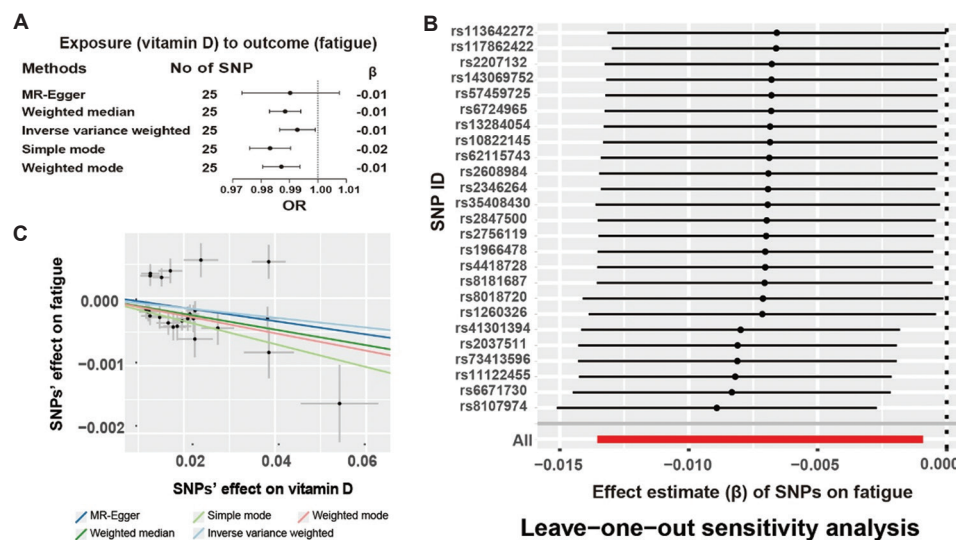 A
Exposure (vitamin D) to outcome (fatigue)
Methods No of SNP β
MR-Egger 25 -0.01
Weighted median 25 -0.01
Inverse variance weighted 25 -0.01
Simple mode 25 -0.02
Weighted mode 25 -0.01
0.97 0.98 0.99 1.00 1.01
OR
B
SNP ID
rs113642272
rs117862422
rs2207132
rs143069752
rs57459725
rs6724965
rs13284054
rs10822145
rs62115743
rs2608984
rs2346264
rs35408430
rs2847500
rs2756119
rs1966478
rs4418728
rs8181687
rs8018720
rs1260326
rs41301394
rs2037511
rs73413596
rs11122455
rs6671730
rs8107974
All
−0.015 −0.010 −0.005 0.000
Effect estimate (β) of SNPs on fatigue
Leave−one−out sensitivity analysis
C
SNPs' effect on fatigue
0.000
-0.001
-0.002
0.02 0.04 0.06
SNPs' effect on vitamin D
MR-Egger Simple mode Weighted mode
Weighted median Inverse variance weighted